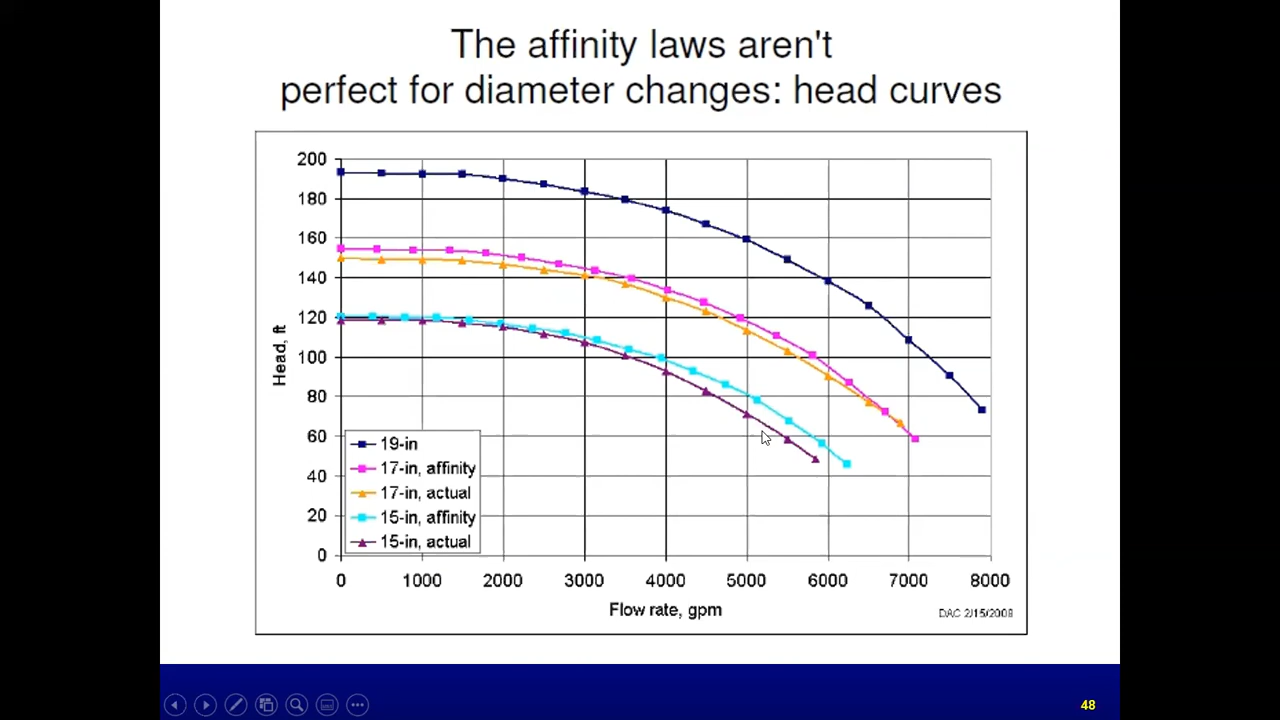 The affinity laws aren't
perfect for diameter changes: head curves
200
180
160
140
120
100
80
60
40
20
0
Head, ft
19-in
17-in, affinity
17-in, actual
15-in, affinity
15-in, actual
0 1000 2000 3000 4000 5000 6000 7000 8000
Flow rate, gpm
DAC 2/15/2008
48